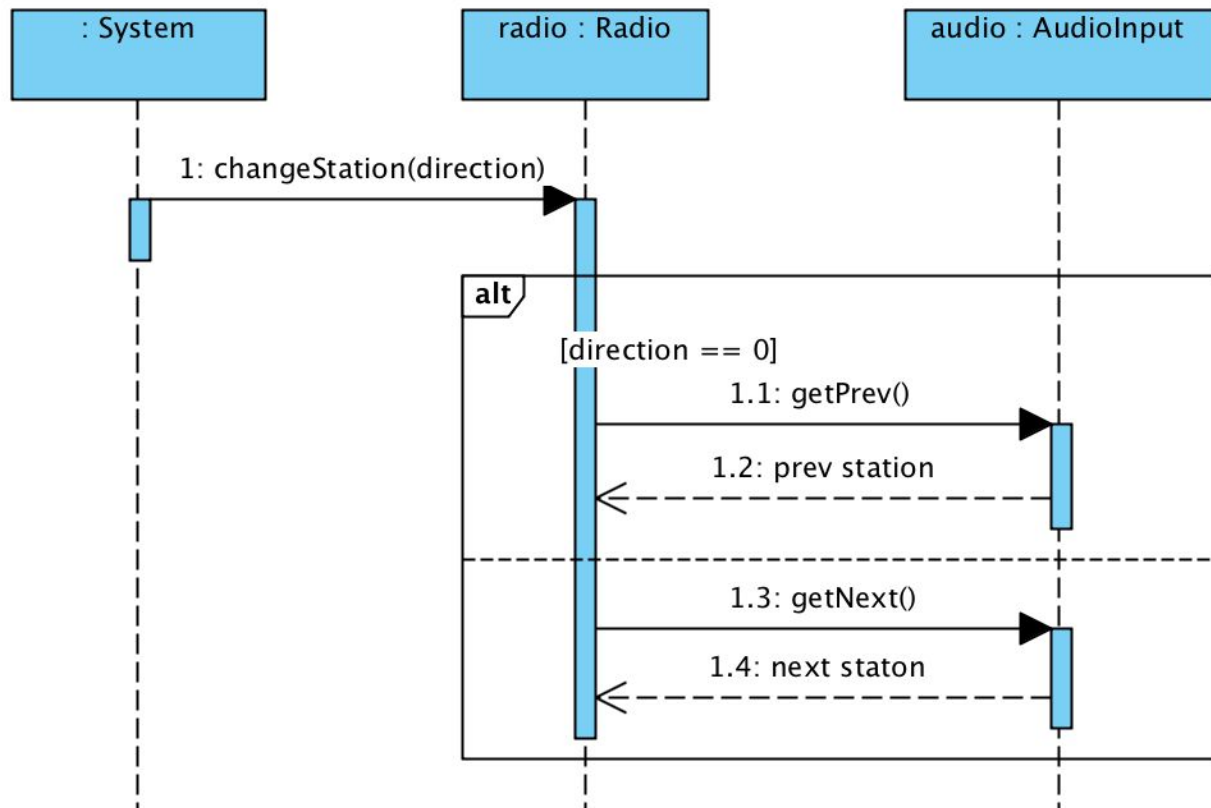 : System
radio : Radio
audio : AudioInput
1: changeStation(direction)
alt
[direction == 0]
1.1: getPrev()
1.2: prev station
1.3: getNext()
1.4: next staton